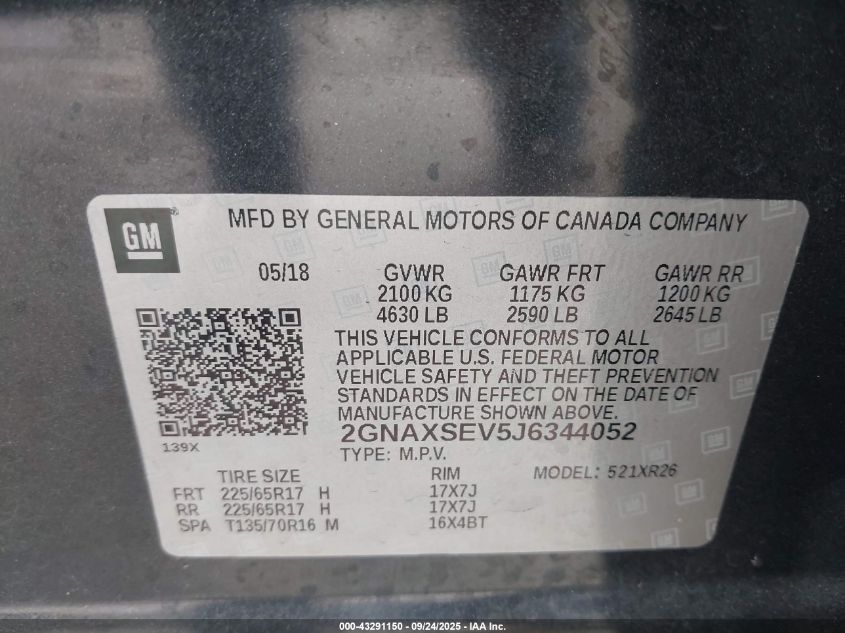 GM
MFD BY GENERAL MOTORS OF CANADA COMPANY
05/18 GVWR GAWR FRT GAWR RR
2100 KG 1175 KG 1200 KG
4630 LB 2590 LB 2645 LB
THIS VEHICLE CONFORMS TO ALL
APPLICABLE U.S. FEDERAL MOTOR
VEHICLE SAFETY AND THEFT PREVENTION
STANDARDS IN EFFECT ON THE DATE OF
MANUFACTURE SHOWN ABOVE.
2GNAXSEV5J6344052
139X
TYPE: M.P.V.
TIRE SIZE RIM MODEL: 521XR26
FRT 225/65R17 H 17X7J
RR 225/65R17 H 17X7J
SPA T135/70R16 M 16X4BT
000-43291150 - 09/24/2025 - IAA Inc.